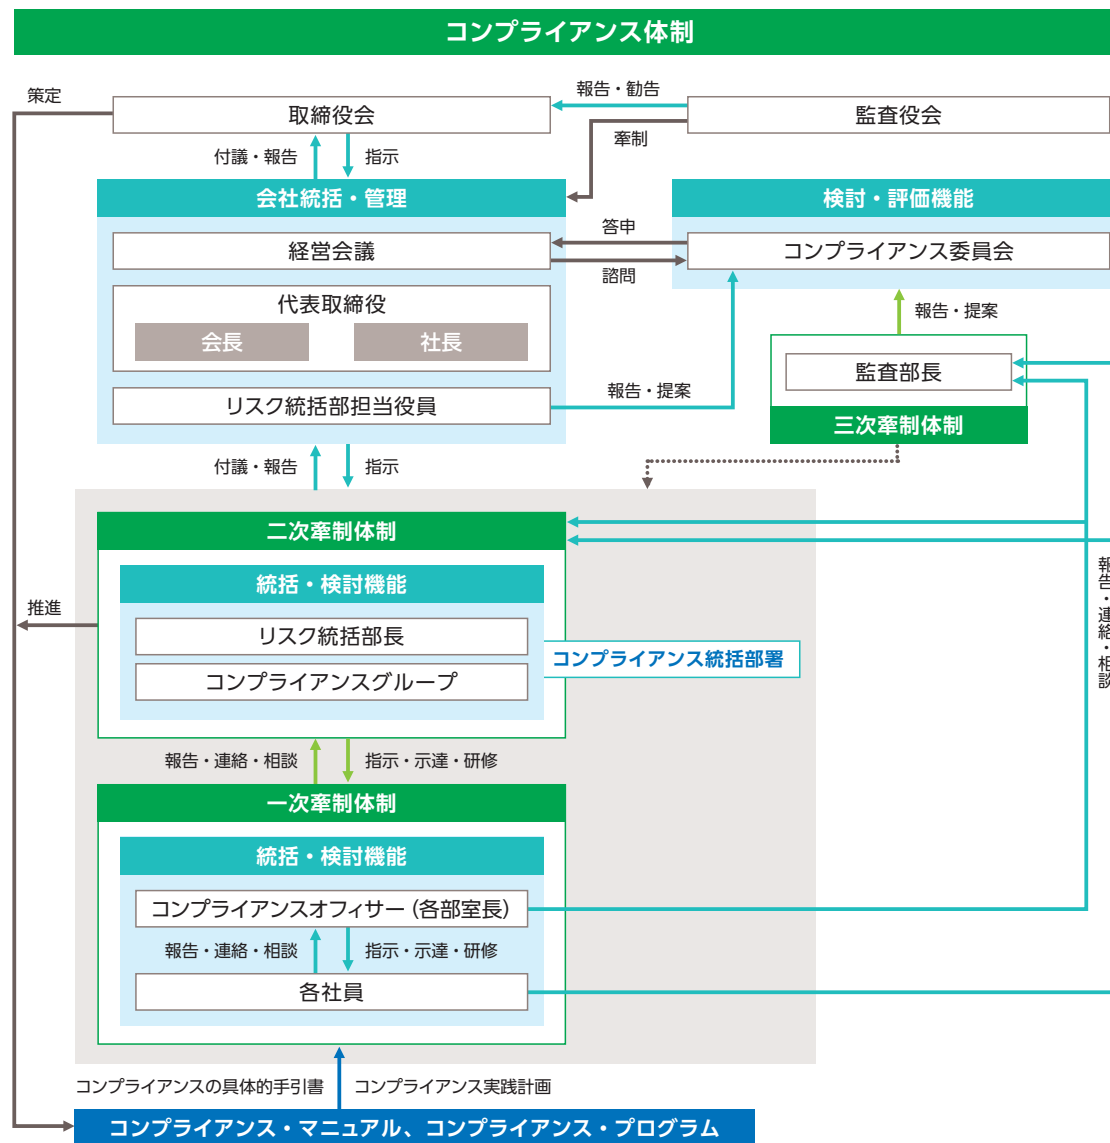 コンプライアンス体制
策定
取締役会
報告・勧告
監査役会
牽制
付議・報告
指示
会社統括・管理
検討・評価機能
経営会議
答申
諮問
コンプライアンス委員会
代表取締役
会長
社長
報告・提案
監査部長
三次牽制体制
リスク統括部担当役員
報告・提案
付議・報告
指示
二次牽制体制
統括・検討機能
推進
リスク統括部長
コンプライアンスグループ
コンプライアンス統括部署
報告・連絡・相談
報告・連絡・相談
指示・示達・研修
一次牽制体制
統括・検討機能
コンプライアンスオフィサー（各部室長）
報告・連絡・相談
指示・示達・研修
各社員
コンプライアンスの具体的手引書
コンプライアンス実践計画
コンプライアンス・マニュアル、コンプライアンス・プログラム